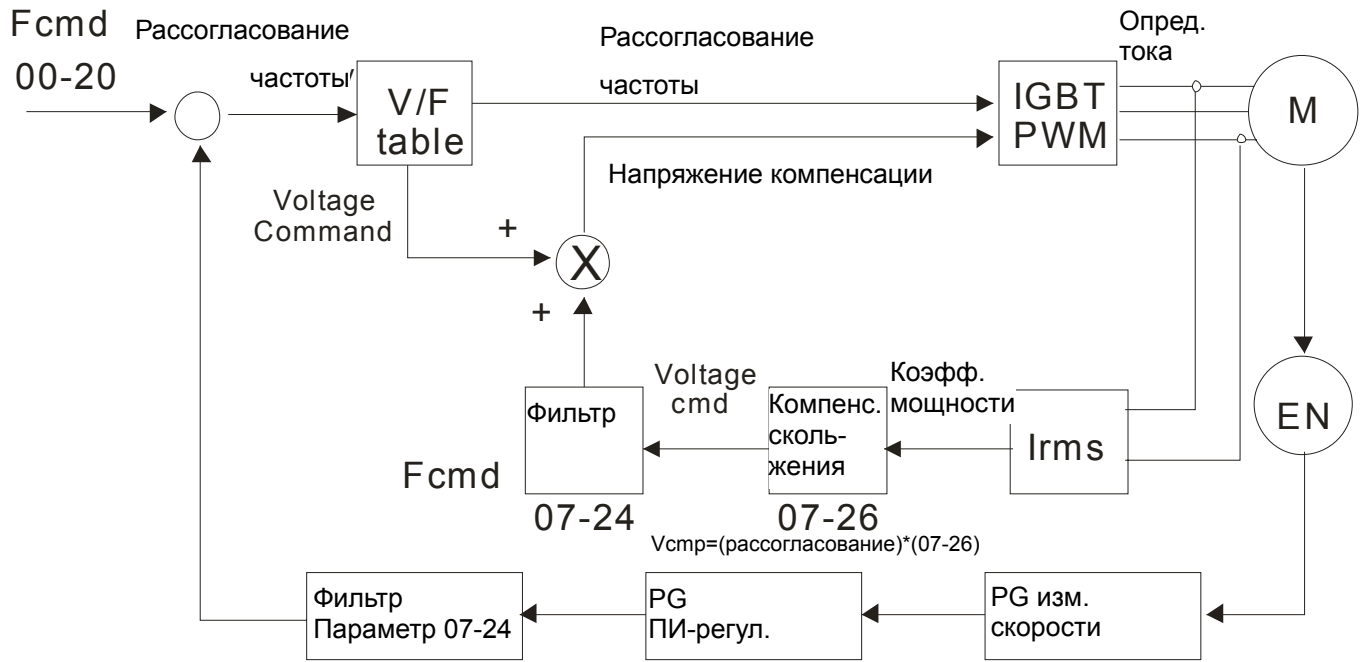 Fcmd
00-20
Рассогласование
частоты
V/F
table
Рассогласование
частоты
IGBT
PWM
Опред.
тока
M
Voltage
Command
+
X
+
Напряжение компенсации
Фильтр
Voltage
cmd
Компенс.
сколь-
жения
Коэфф.
мощности
Irms
EN
Fcmd
07-24
07-26
Vcmp=(рассогласование)*(07-26)
Фильтр
Параметр 07-24
PG
ПИ-регул.
PG изм.
скорости